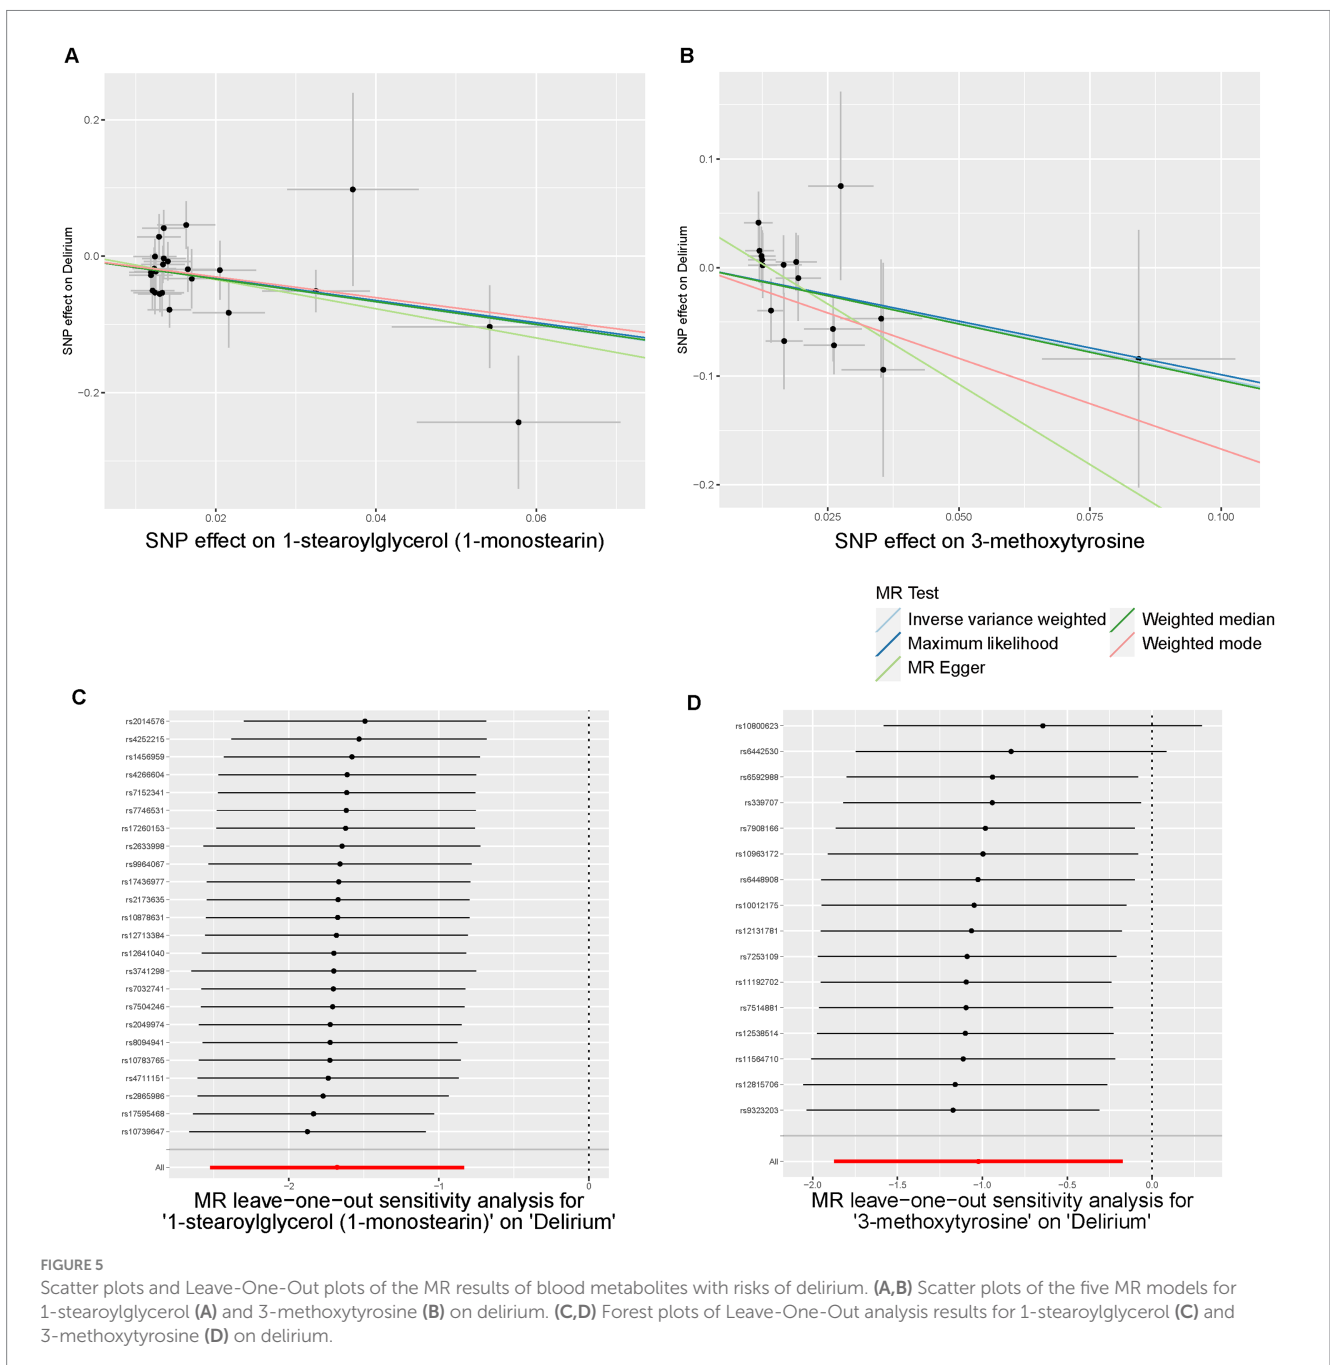 A
B
0.2
0.0
−0.2
SNP effect on Delirium
0.02
0.04
0.06
SNP effect on 1-stearoylglycerol (1-monostearin)
0.1
0.0
−0.1
−0.2
SNP effect on Delirium
0.025
0.050
0.075
0.100
SNP effect on 3-methoxytyrosine
MR Test
Inverse variance weighted
Weighted median
Maximum likelihood
Weighted mode
MR Egger
C
rs2014576
rs4252215
rs1456959
rs4266604
rs7152341
rs7746531
rs17260153
rs2633998
rs9964067
rs17436977
rs2173635
rs10878631
rs12713384
rs12641040
rs3741298
rs7032741
rs7504246
rs2049974
rs8094941
rs10783765
rs4711151
rs2865986
rs17595468
rs10739647
All
−2
−1
0
MR leave−one−out sensitivity analysis for
'1-stearoylglycerol (1-monostearin)' on 'Delirium'
D
rs10800623
rs6442530
rs6592988
rs339707
rs7908166
rs10963172
rs6448908
rs10012175
rs12131781
rs7253109
rs11192702
rs7514881
rs12538514
rs11564710
rs12815706
rs9323203
All
−2.0
−1.5
−1.0
−0.5
0.0
MR leave−one−out sensitivity analysis for
'3-methoxytyrosine' on 'Delirium'
FIGURE 5
Scatter plots and Leave-One-Out plots of the MR results of blood metabolites with risks of delirium. (A,B) Scatter plots of the five MR models for
1-stearoylglycerol (A) and 3-methoxytyrosine (B) on delirium. (C,D) Forest plots of Leave-One-Out analysis results for 1-stearoylglycerol (C) and
3-methoxytyrosine (D) on delirium.